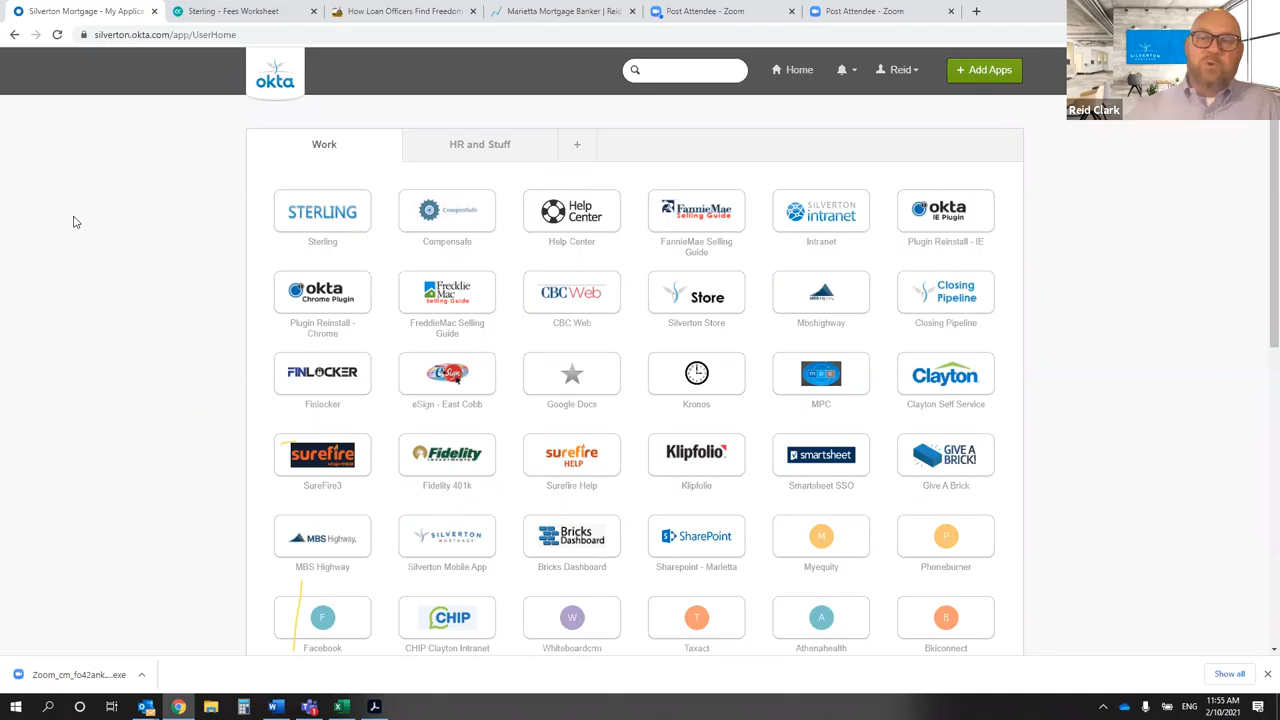 Silverton Mortgage - My Applica
Sterling - Fees Worksheet
How Loan Officers Find Freedom
Marietta Mortgage Banker | Reid
Post Attendee - Zoom
Post Attendee - Zoom
silverton.okta.com/app/UserHome
okta
Home
Reid
+ Add Apps
SILVERTON
Reid Clark
Work
HR and Stuff
+
STERLING
CompenSafe
Help Center
FannieMae Selling Guide
SILVERTON intranet
okta IE Plugin
Sterling
Compensafe
Help Center
FannieMae Selling Guide
Intranet
Plugin Reinstall - IE
okta Chrome Plugin
Freddie Mac Selling Guide
CBC Web
Store
MBS Highway
Closing Pipeline
Plugin Reinstall - Chrome
FreddieMac Selling Guide
CBC Web
Silverton Store
Mbshighway
Closing Pipeline
FINLOCKER
eSign
mpc
Clayton
Finlocker
eSign - East Cobb
Google Docs
Kronos
MPC
Clayton Self Service
surefire
Fidelity INVESTMENTS
surefire HELP
Klipfolio
smartsheet
GIVE A BRICK!
SureFire3
Fidelity 401k
Surefire Help
Klipfolio
Smartsheet SSO
Give A Brick
MBS HIGHWAY.
SILVERTON MORTGAGE
Bricks Dashboard
SharePoint
M
P
MBS Highway
Silverton Mobile App
Bricks Dashboard
Sharepoint - Marietta
Myequity
Phoneburner
F
CHIP
W
T
A
B
Facebook
CHIP Clayton Intranet
Whiteboardcrm
Taxact
Athenahealth
Bkiconnect
Zoom_cm_fo42ank....exe
Show all
11:55 AM
2/10/2021